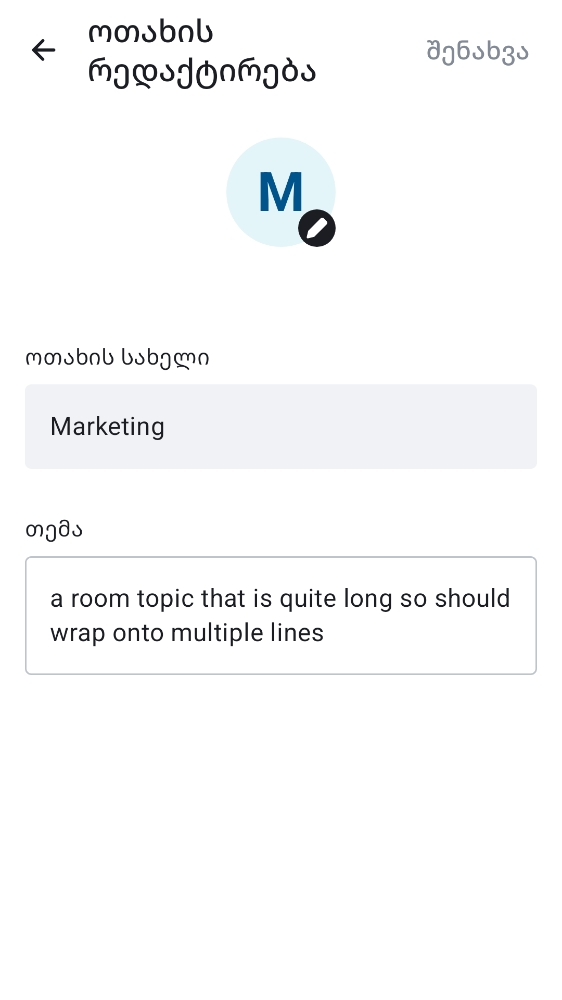 ოთახის
რედაქტირება
შენახვა
M
ოთახის სახელი
Marketing
თემა
a room topic that is quite long so should
wrap onto multiple lines